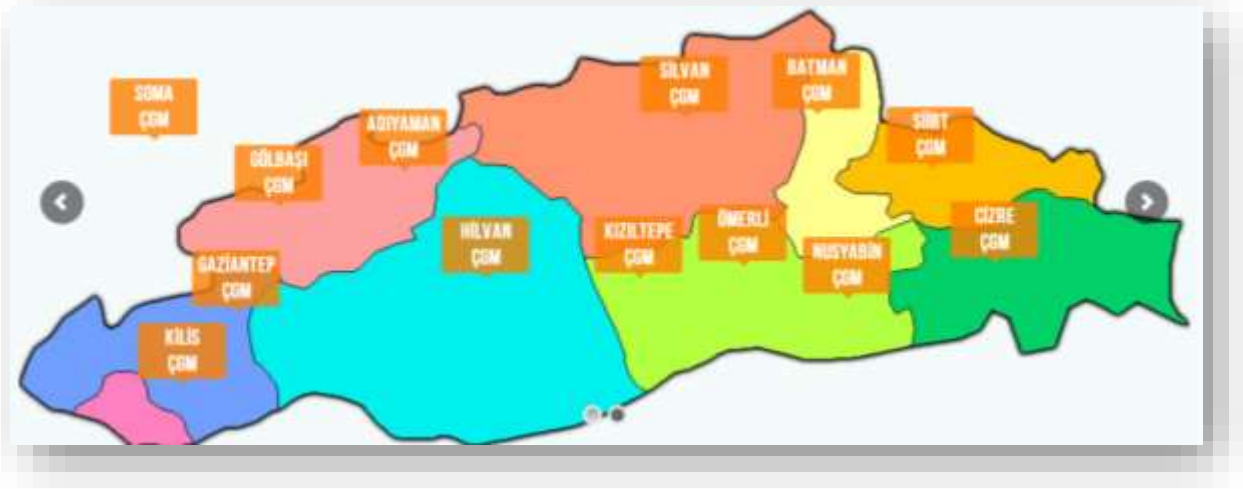 SOMA
ÇGM
GÖLBAŞI
ÇGM
ADIYAMAN
ÇGM
SİLVAN
ÇGM
BATMAN
ÇGM
SİİRT
ÇGM
GAZİANTEP
ÇGM
HİLVAN
ÇGM
KIZILTEPE
ÇGM
ÖMERLİ
ÇGM
NUSYABİN
ÇGM
CİZRE
ÇGM
KİLİS
ÇGM